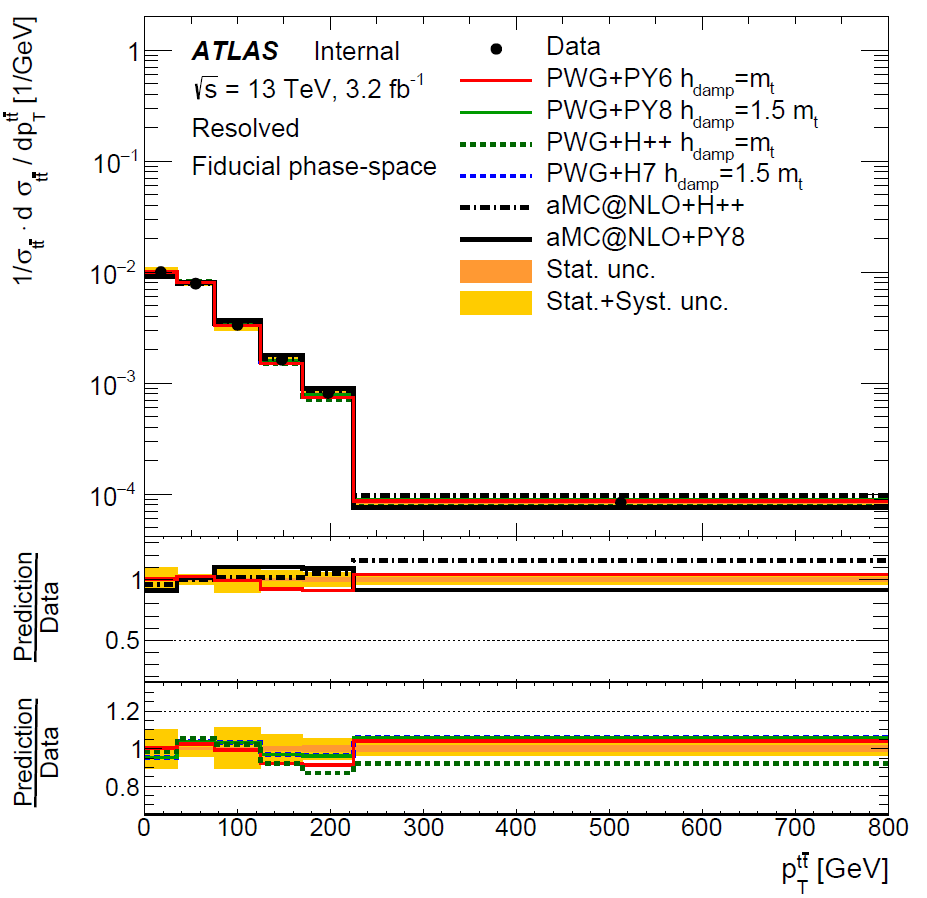 1/σ_tt̄ · d σ_tt̄ / dp_T^tt̄ [1/GeV]
1
10⁻¹
10⁻²
10⁻³
10⁻⁴
ATLAS Internal
√s = 13 TeV, 3.2 fb⁻¹
Resolved
Fiducial phase-space
Data
PWG+PY6 h_damp=m_t
PWG+PY8 h_damp=1.5 m_t
PWG+H++ h_damp=m_t
PWG+H7 h_damp=1.5 m_t
aMC@NLO+H++
aMC@NLO+PY8
Stat. unc.
Stat.+Syst. unc.
Prediction
Data
1
0.5
Prediction
Data
1.2
1
0.8
0 100 200 300 400 500 600 700 800
p_T^tt̄ [GeV]